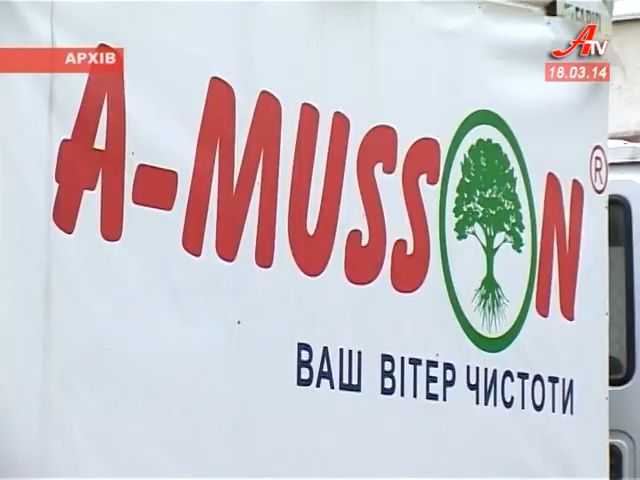 АРХІВ
ATV
18.03.14
A-MUSSON®
ВАШ ВІТЕР ЧИСТОТИ